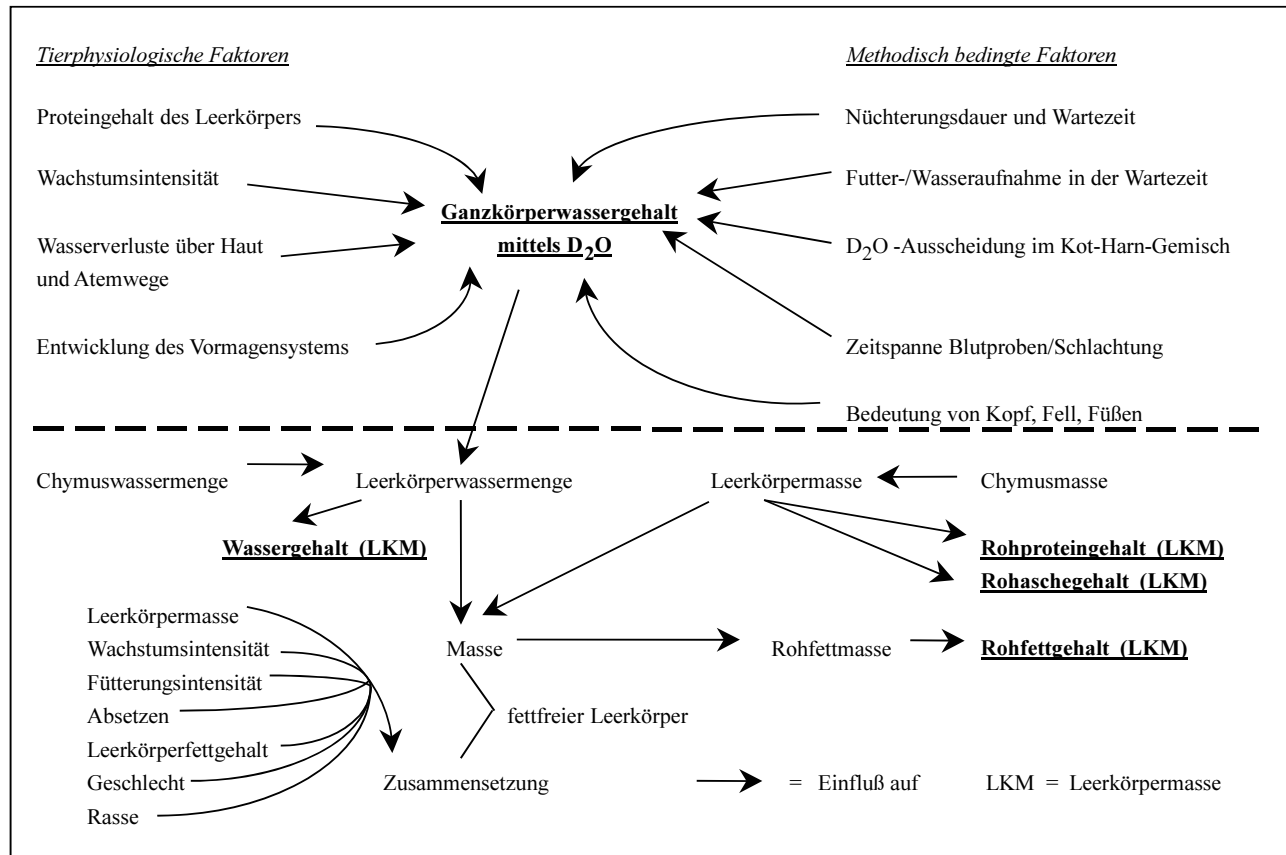 Tierphysiologische Faktoren
Methodisch bedingte Faktoren
Proteingehalt des Leerkörpers
Nüchterungsdauer und Wartezeit
Wachstumsintensität
Futter-/Wasseraufnahme in der Wartezeit
Ganzkörperwassergehalt
mittels D2O
Wasserverluste über Haut
und Atemwege
D2O -Ausscheidung im Kot-Harn-Gemisch
Entwicklung des Vormagensystems
Zeitspanne Blutproben/Schlachtung
Bedeutung von Kopf, Fell, Füßen
Chymuswassermenge
Leerkörperwassermenge
Leerkörpermasse
Chymusmasse
Wassergehalt (LKM)
Rohproteingehalt (LKM)
Rohaschegehalt (LKM)
Leerkörpermasse
Wachstumsintensität
Fütterungsintensität
Absetzen
Leerkörperfettgehalt
Geschlecht
Rasse
Masse
Rohfettmasse
Rohfettgehalt (LKM)
fettfreier Leerkörper
Zusammensetzung
= Einfluß auf
LKM = Leerkörpermasse